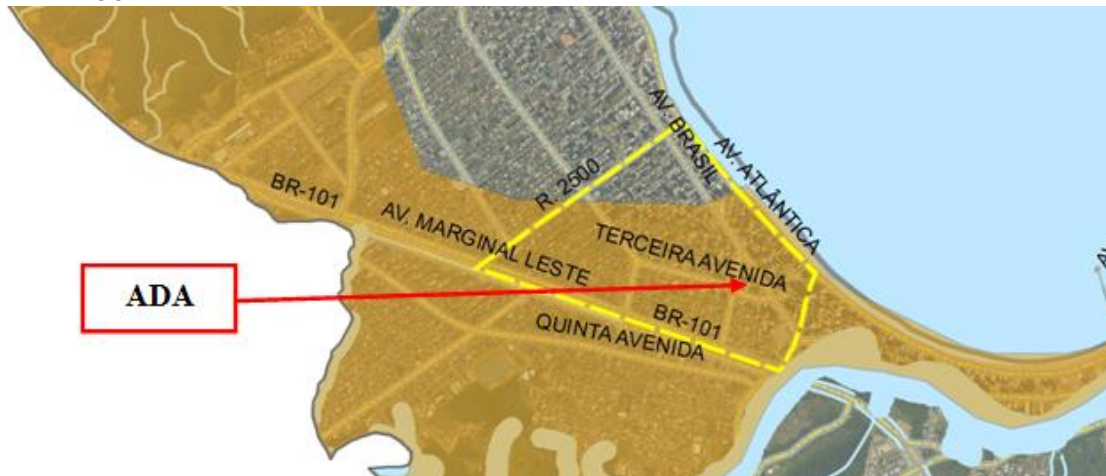 AV. BRASIL
AV. ATLÂNTICA
R. 2500
BR-101
AV. MARGINAL LESTE
TERCEIRA AVENIDA
ADA
BR-101
QUINTA AVENIDA